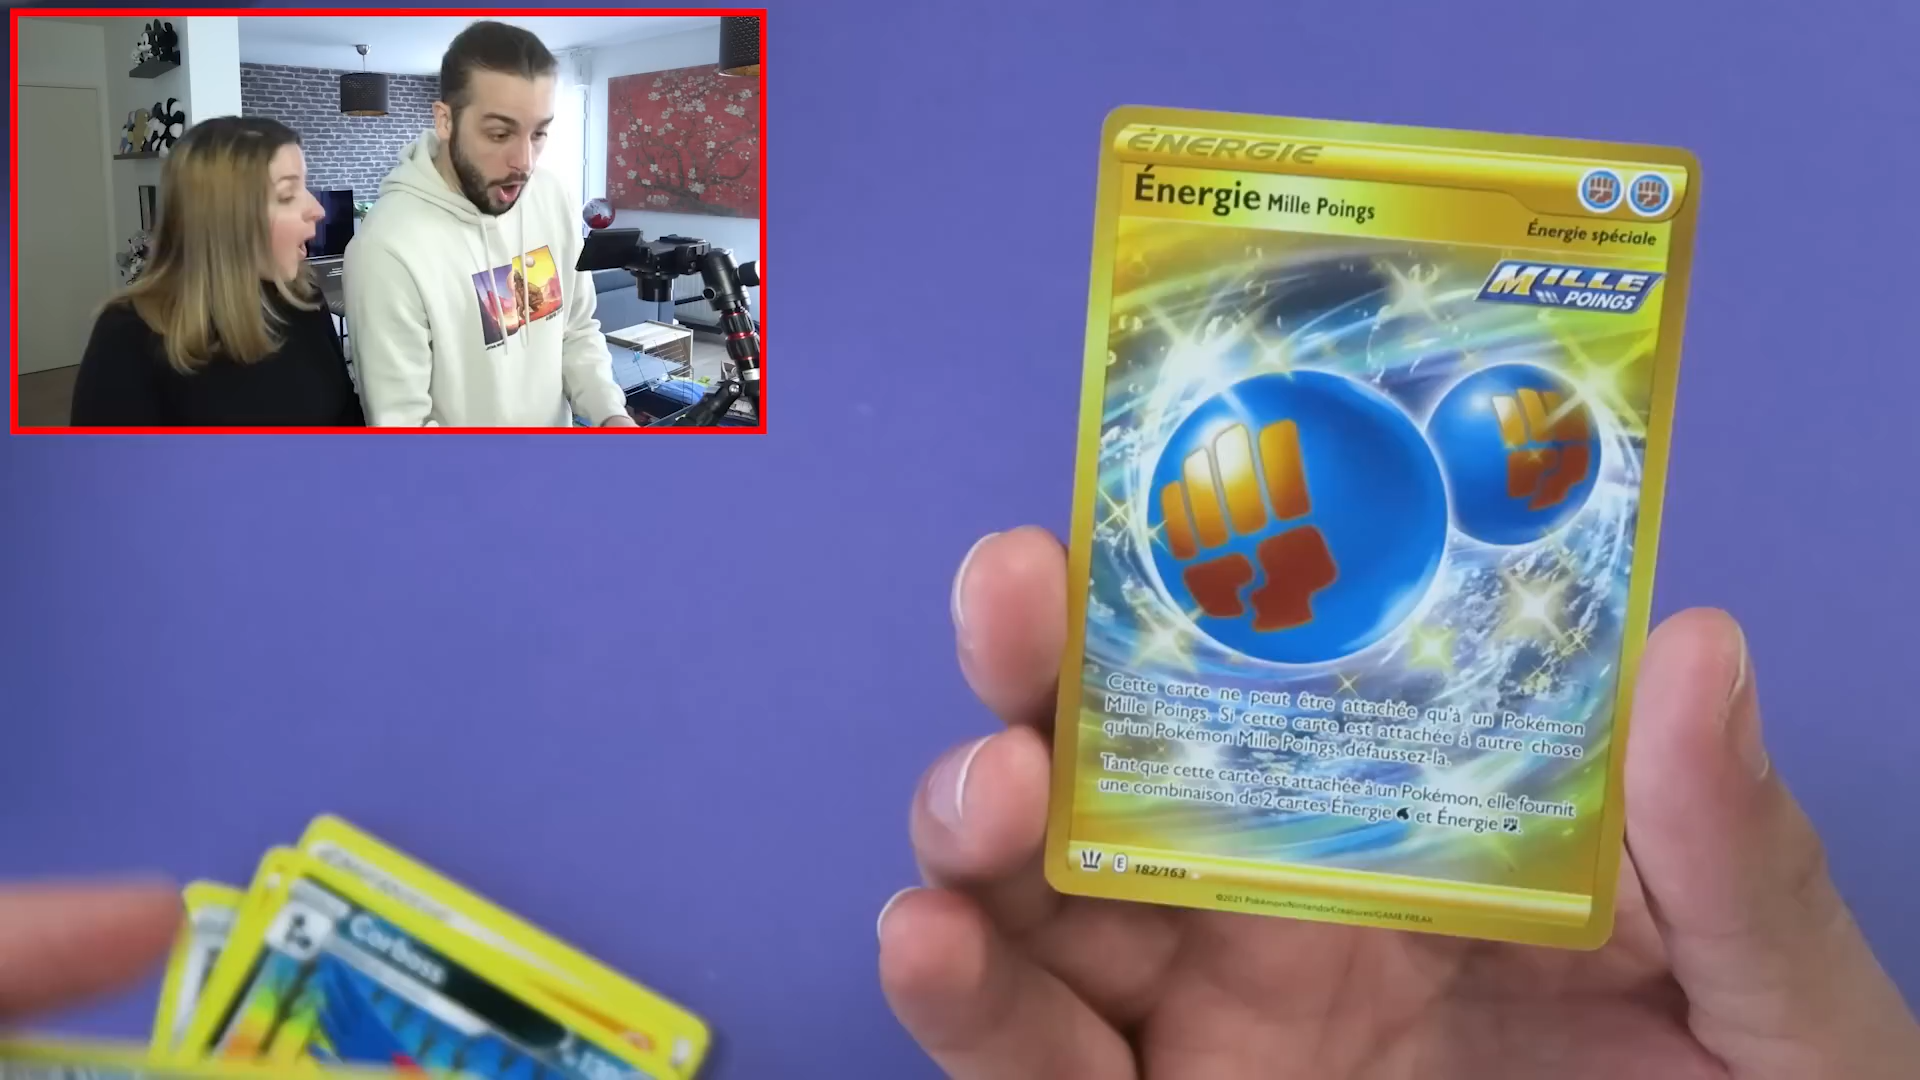 ÉNERGIE
Énergie Mille Poings
Énergie spéciale
MILLE
POINGS
Cette carte ne peut être attachée qu'à un Pokémon
Mille Poings. Si cette carte est attachée à autre chose
qu'un Pokémon Mille Poings, défaussez-la.
Tant que cette carte est attachée à un Pokémon, elle fournit
une combinaison de 2 cartes Énergie et Énergie .
E 182/163
©2021 Pokémon/Nintendo/Creatures/GAME FREAK
Corboss
130